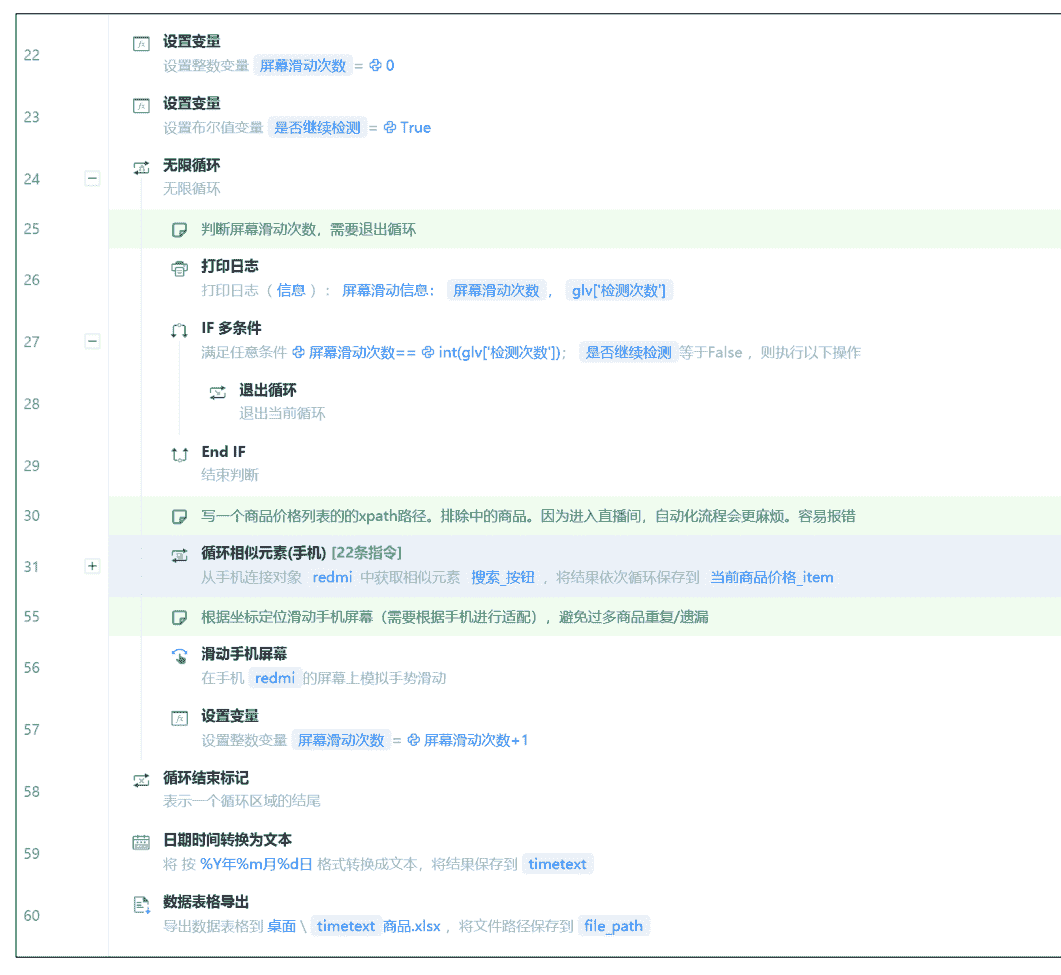 22
设置变量
设置整数变量 屏幕滑动次数 = 0
23
设置变量
设置布尔值变量 是否继续检测 = True
24
无限循环
无限循环
25
判断屏幕滑动次数，需要退出循环
26
打印日志
打印日志（ 信息 ）： 屏幕滑动信息： 屏幕滑动次数 ， glv['检测次数']
27
IF 多条件
满足任意条件 屏幕滑动次数== int(glv['检测次数'])； 是否继续检测 等于False ，则执行以下操作
28
退出循环
退出当前循环
29
End IF
结束判断
30
写一个商品价格列表的的xpath路径。排除中的商品。因为进入直播间，自动化流程会更麻烦。容易报错
31
循环相似元素(手机) [22条指令]
从手机连接对象 redmi 中获取相似元素 搜索_按钮 ，将结果依次循环保存到 当前商品价格_item
55
根据坐标定位滑动手机屏幕（需要根据手机进行适配），避免过多商品重复/遗漏
56
滑动手机屏幕
在手机 redmi 的屏幕上模拟手势滑动
57
设置变量
设置整数变量 屏幕滑动次数 = 屏幕滑动次数+1
58
循环结束标记
表示一个循环区域的结尾
59
日期时间转换为文本
将 按 %Y年%m月%d日 格式转换成文本，将结果保存到 timetext
60
数据表格导出
导出数据表格到 桌面 \ timetext 商品.xlsx ，将文件路径保存到 file_path